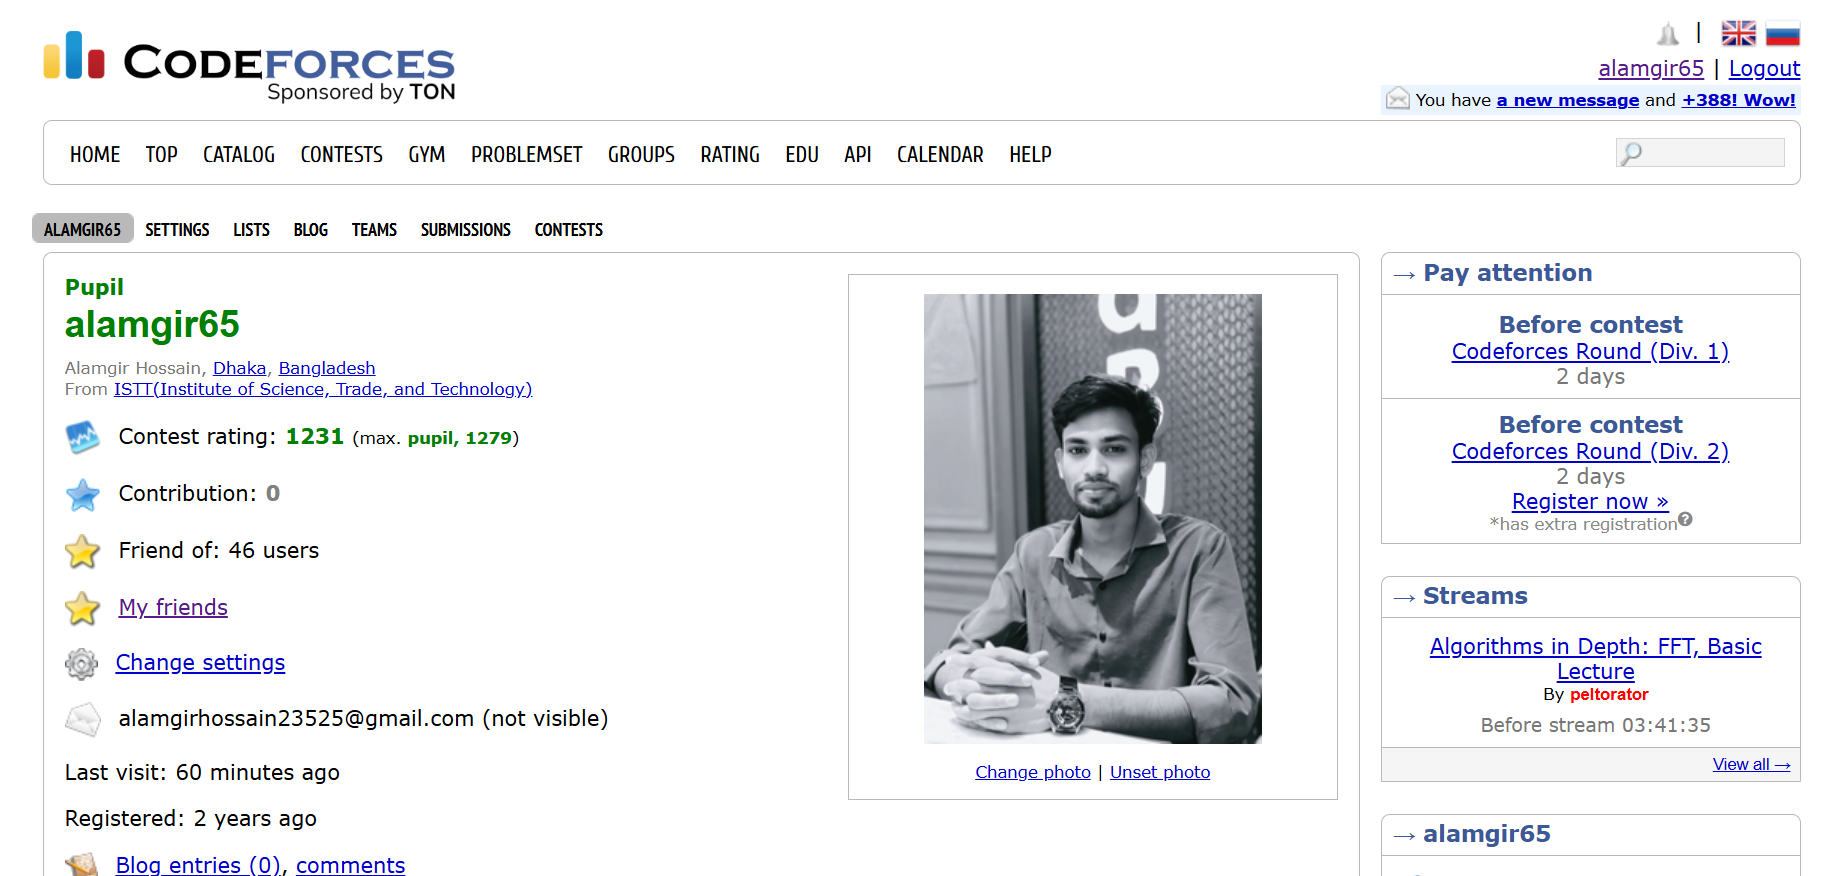 CODEFORCES
Sponsored by TON
|
alamgir65 | Logout
You have a new message and +388! Wow!
HOME TOP CATALOG CONTESTS GYM PROBLEMSET GROUPS RATING EDU API CALENDAR HELP
ALAMGIR65 SETTINGS LISTS BLOG TEAMS SUBMISSIONS CONTESTS
Pupil
alamgir65
Alamgir Hossain, Dhaka, Bangladesh
From ISTT(Institute of Science, Trade, and Technology)
Contest rating: 1231 (max. pupil, 1279)
Contribution: 0
Friend of: 46 users
My friends
Change settings
alamgirhossain23525@gmail.com (not visible)
Last visit: 60 minutes ago
Registered: 2 years ago
Blog entries (0), comments
Change photo | Unset photo
→ Pay attention
Before contest
Codeforces Round (Div. 1)
2 days
Before contest
Codeforces Round (Div. 2)
2 days
Register now »
*has extra registration?
→ Streams
Algorithms in Depth: FFT, Basic
Lecture
By peltorator
Before stream 03:41:35
View all →
→ alamgir65